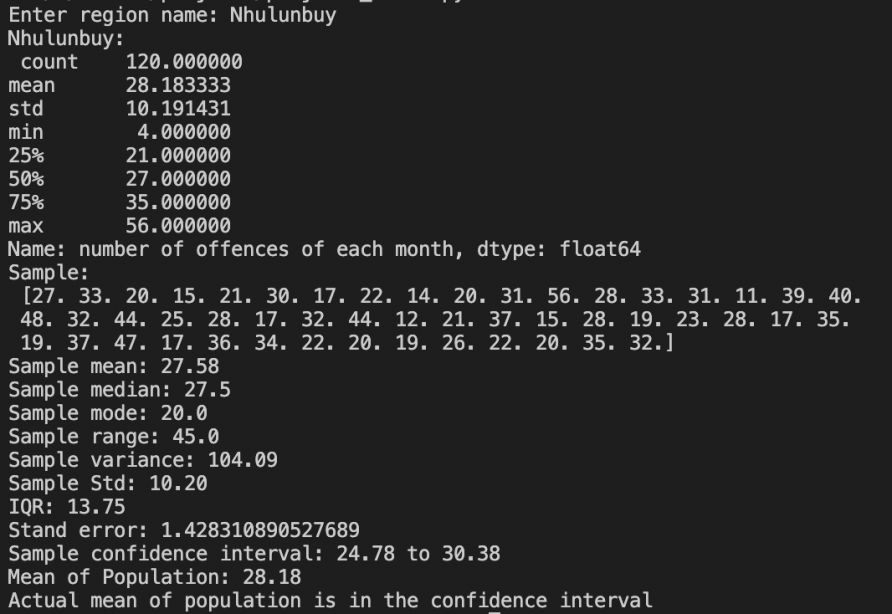 Enter region name: Nhulunbuy
Nhulunbuy:
count 120.000000
mean 28.183333
std 10.191431
min 4.000000
25% 21.000000
50% 27.000000
75% 35.000000
max 56.000000
Name: number of offences of each month, dtype: float64
Sample:
[27. 33. 20. 15. 21. 30. 17. 22. 14. 20. 31. 56. 28. 33. 31. 11. 39. 40.
48. 32. 44. 25. 28. 17. 32. 44. 12. 21. 37. 15. 28. 19. 23. 28. 17. 35.
19. 37. 47. 17. 36. 34. 22. 20. 19. 26. 22. 20. 35. 32.]
Sample mean: 27.58
Sample median: 27.5
Sample mode: 20.0
Sample range: 45.0
Sample variance: 104.09
Sample Std: 10.20
IQR: 13.75
Stand error: 1.428310890527689
Sample confidence interval: 24.78 to 30.38
Mean of Population: 28.18
Actual mean of population is in the confidence interval